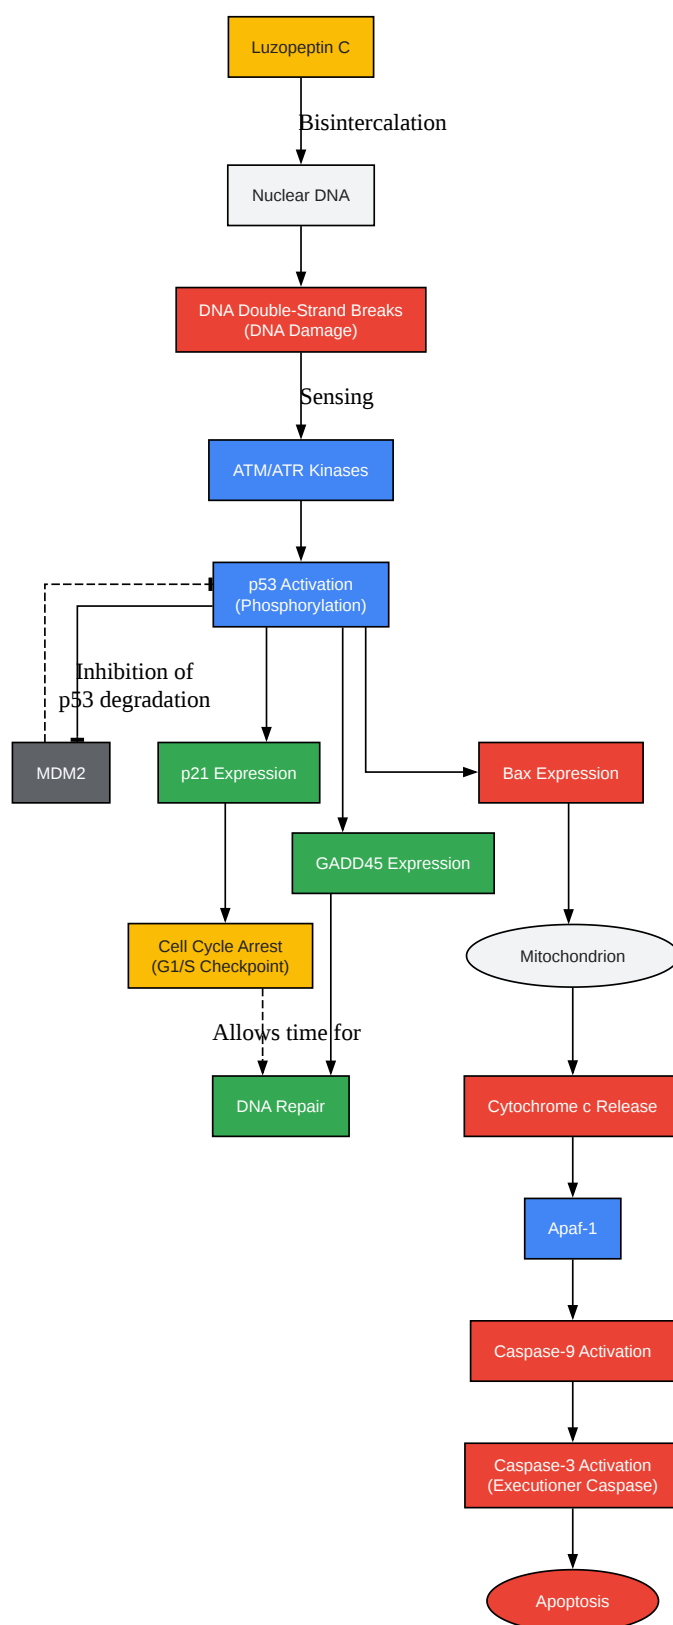 Luzopeptin C
Bisintercalation
Nuclear DNA
DNA Double-Strand Breaks
(DNA Damage)
Sensing
ATM/ATR Kinases
p53 Activation
(Phosphorylation)
Inhibition of
p53 degradation
MDM2
p21 Expression
Bax Expression
GADD45 Expression
Cell Cycle Arrest
(G1/S Checkpoint)
Mitochondrion
Allows time for
DNA Repair
Cytochrome c Release
Apaf-1
Caspase-9 Activation
Caspase-3 Activation
(Executioner Caspase)
Apoptosis